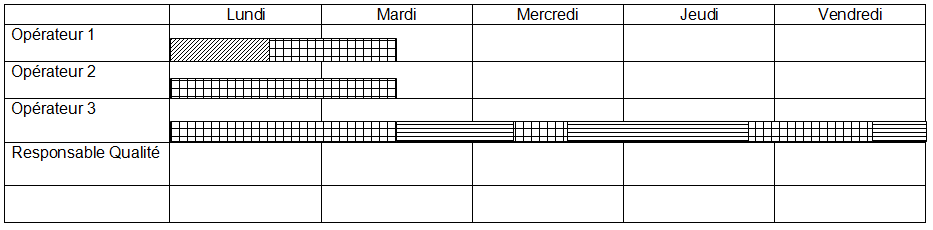 Lundi Mardi Mercredi Jeudi Vendredi
Opérateur 1
Opérateur 2
Opérateur 3
Responsable Qualité